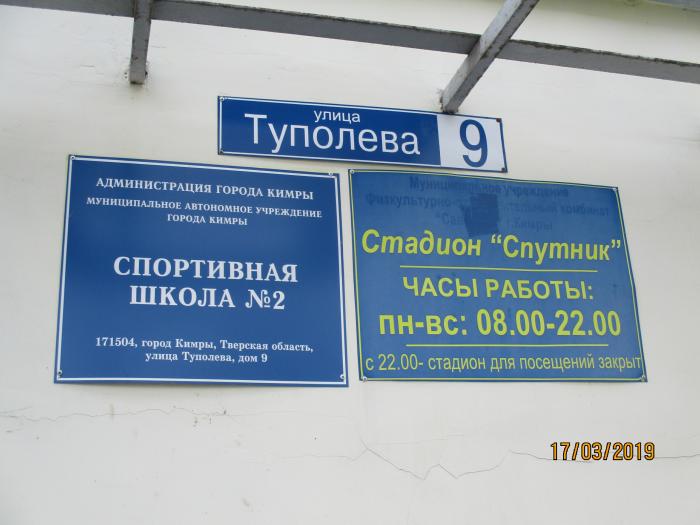 улица
Туполева 9
АДМИНИСТРАЦИЯ ГОРОДА КИМРЫ
МУНИЦИПАЛЬНОЕ АВТОНОМНОЕ УЧРЕЖДЕНИЕ
ГОРОДА КИМРЫ
СПОРТИВНАЯ
ШКОЛА №2
171504, город Кимры, Тверская область,
улица Туполева, дом 9
Муниципальное учреждение
комбинат
г.Кимры
Стадион "Спутник"
ЧАСЫ РАБОТЫ:
пн-вс: 08.00-22.00
с 22.00- стадион для посещений закрыт
17/03/2019